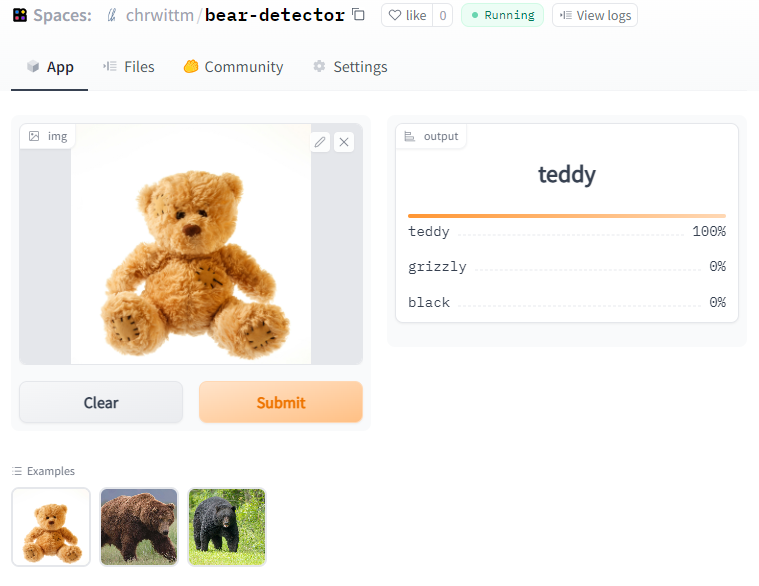 Spaces: chrwittm/bear-detector like 0 Running View logs
App Files Community Settings
img
output
teddy
teddy 100%
grizzly 0%
black 0%
Clear Submit
Examples